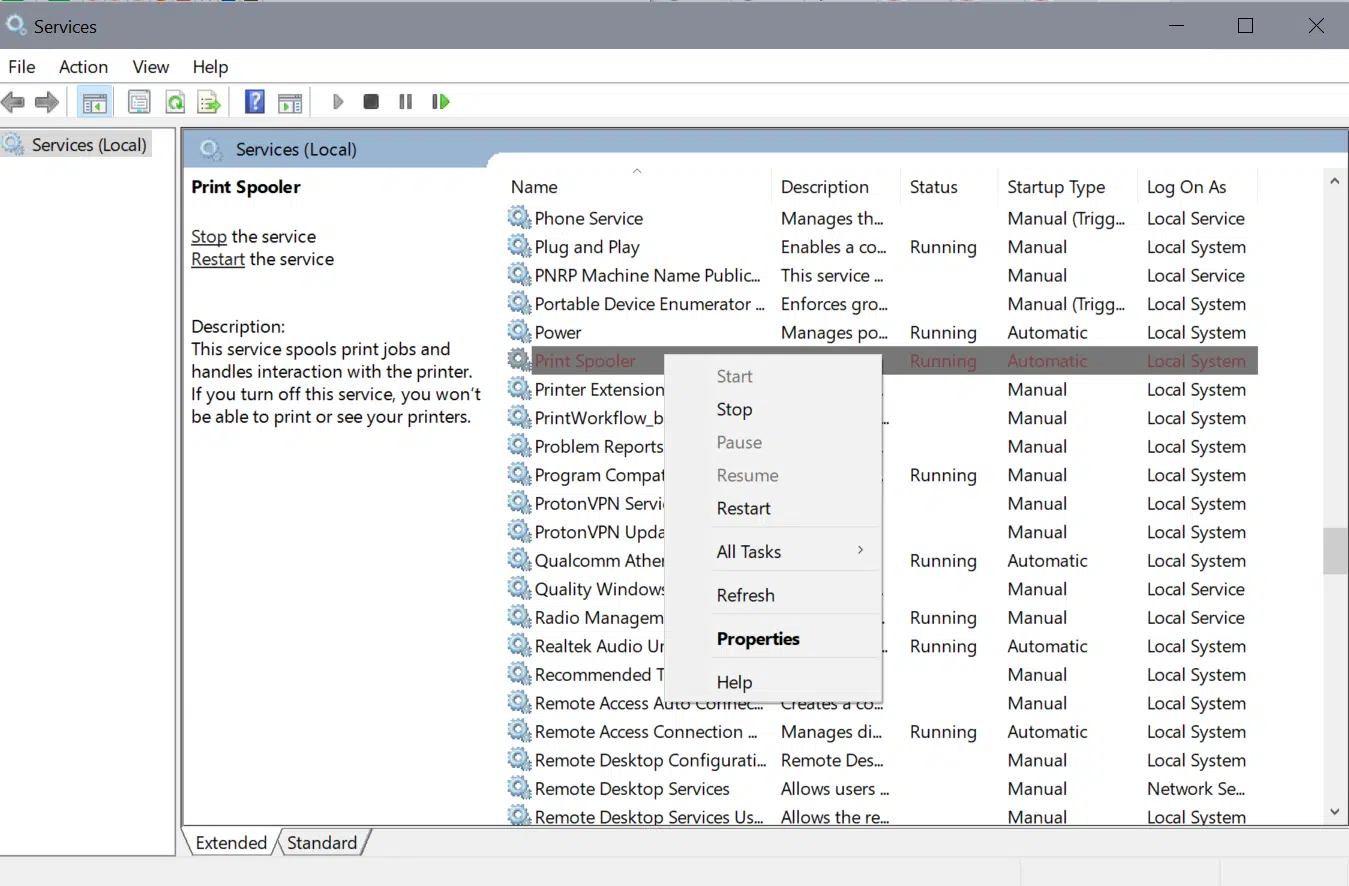 Services
File Action View Help
Services (Local)
Services (Local)
Print Spooler
Stop the service
Restart the service
Description:
This service spools print jobs and
handles interaction with the printer.
If you turn off this service, you won't
be able to print or see your printers.
Name Description Status Startup Type Log On As
Phone Service Manages th... Manual (Trigg... Local Service
Plug and Play Enables a co... Running Manual Local System
PNRP Machine Name Public... This service ... Manual Local Service
Portable Device Enumerator ... Enforces gro... Manual (Trigg... Local System
Power Manages po... Running Automatic Local System
Print Spooler Running Automatic Local System
Printer Extension Manual Local System
PrintWorkflow_b ... Manual Local System
Problem Reports Manual Local System
Program Compat Running Manual Local System
ProtonVPN Servi Manual Local System
ProtonVPN Upda Manual Local System
Qualcomm Ather Running Automatic Local System
Quality Windows Manual Local Service
Radio Managem Running Manual Local Service
Realtek Audio Un ... Running Automatic Local System
Recommended T Manual Local System
Remote Access Auto Connec... Creates a co... Manual Local System
Remote Access Connection ... Manages di... Running Automatic Local System
Remote Desktop Configurati... Remote Des... Manual Local System
Remote Desktop Services Allows users ... Manual Network Se...
Remote Desktop Services Us... Allows the re... Manual Local System
Start
Stop
Pause
Resume
Restart
All Tasks
Refresh
Properties
Help
Extended Standard